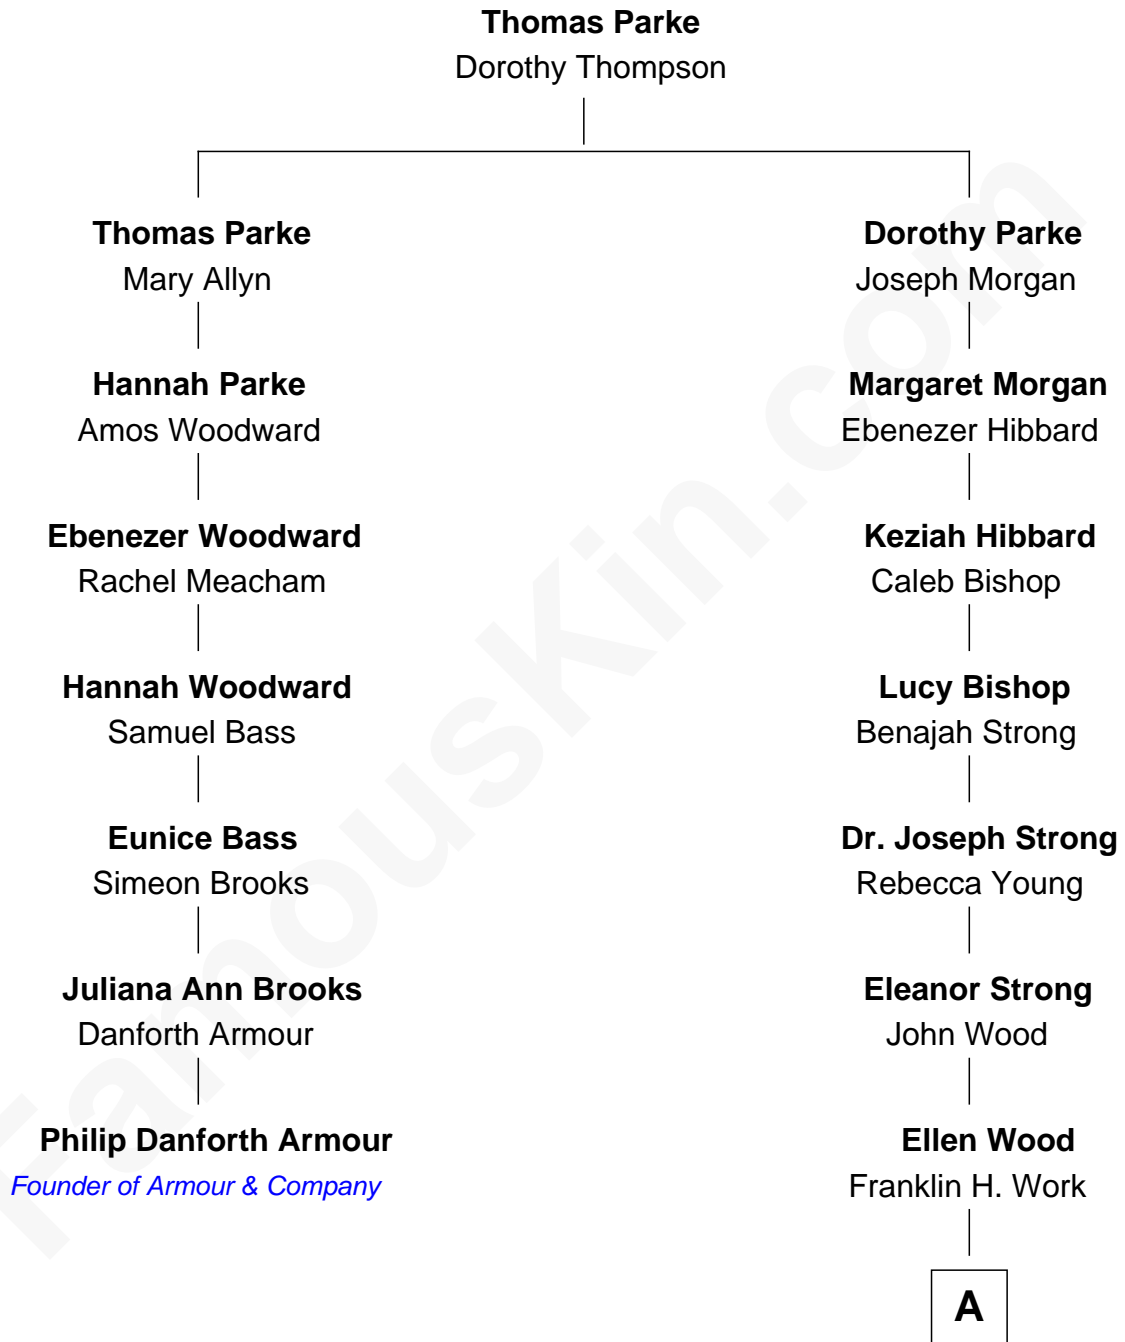 Thomas Parke
Dorothy Thompson
Thomas Parke
Mary Allyn
Hannah Parke
Amos Woodward
Ebenezer Woodward
Rachel Meacham
Hannah Woodward
Samuel Bass
Eunice Bass
Simeon Brooks
Juliana Ann Brooks
Danforth Armour
Philip Danforth Armour
Founder of Armour & Company
Dorothy Parke
Joseph Morgan
Margaret Morgan
Ebenezer Hibbard
Keziah Hibbard
Caleb Bishop
Lucy Bishop
Benajah Strong
Dr. Joseph Strong
Rebecca Young
Eleanor Strong
John Wood
Ellen Wood
Franklin H. Work
A
FamousKin.com